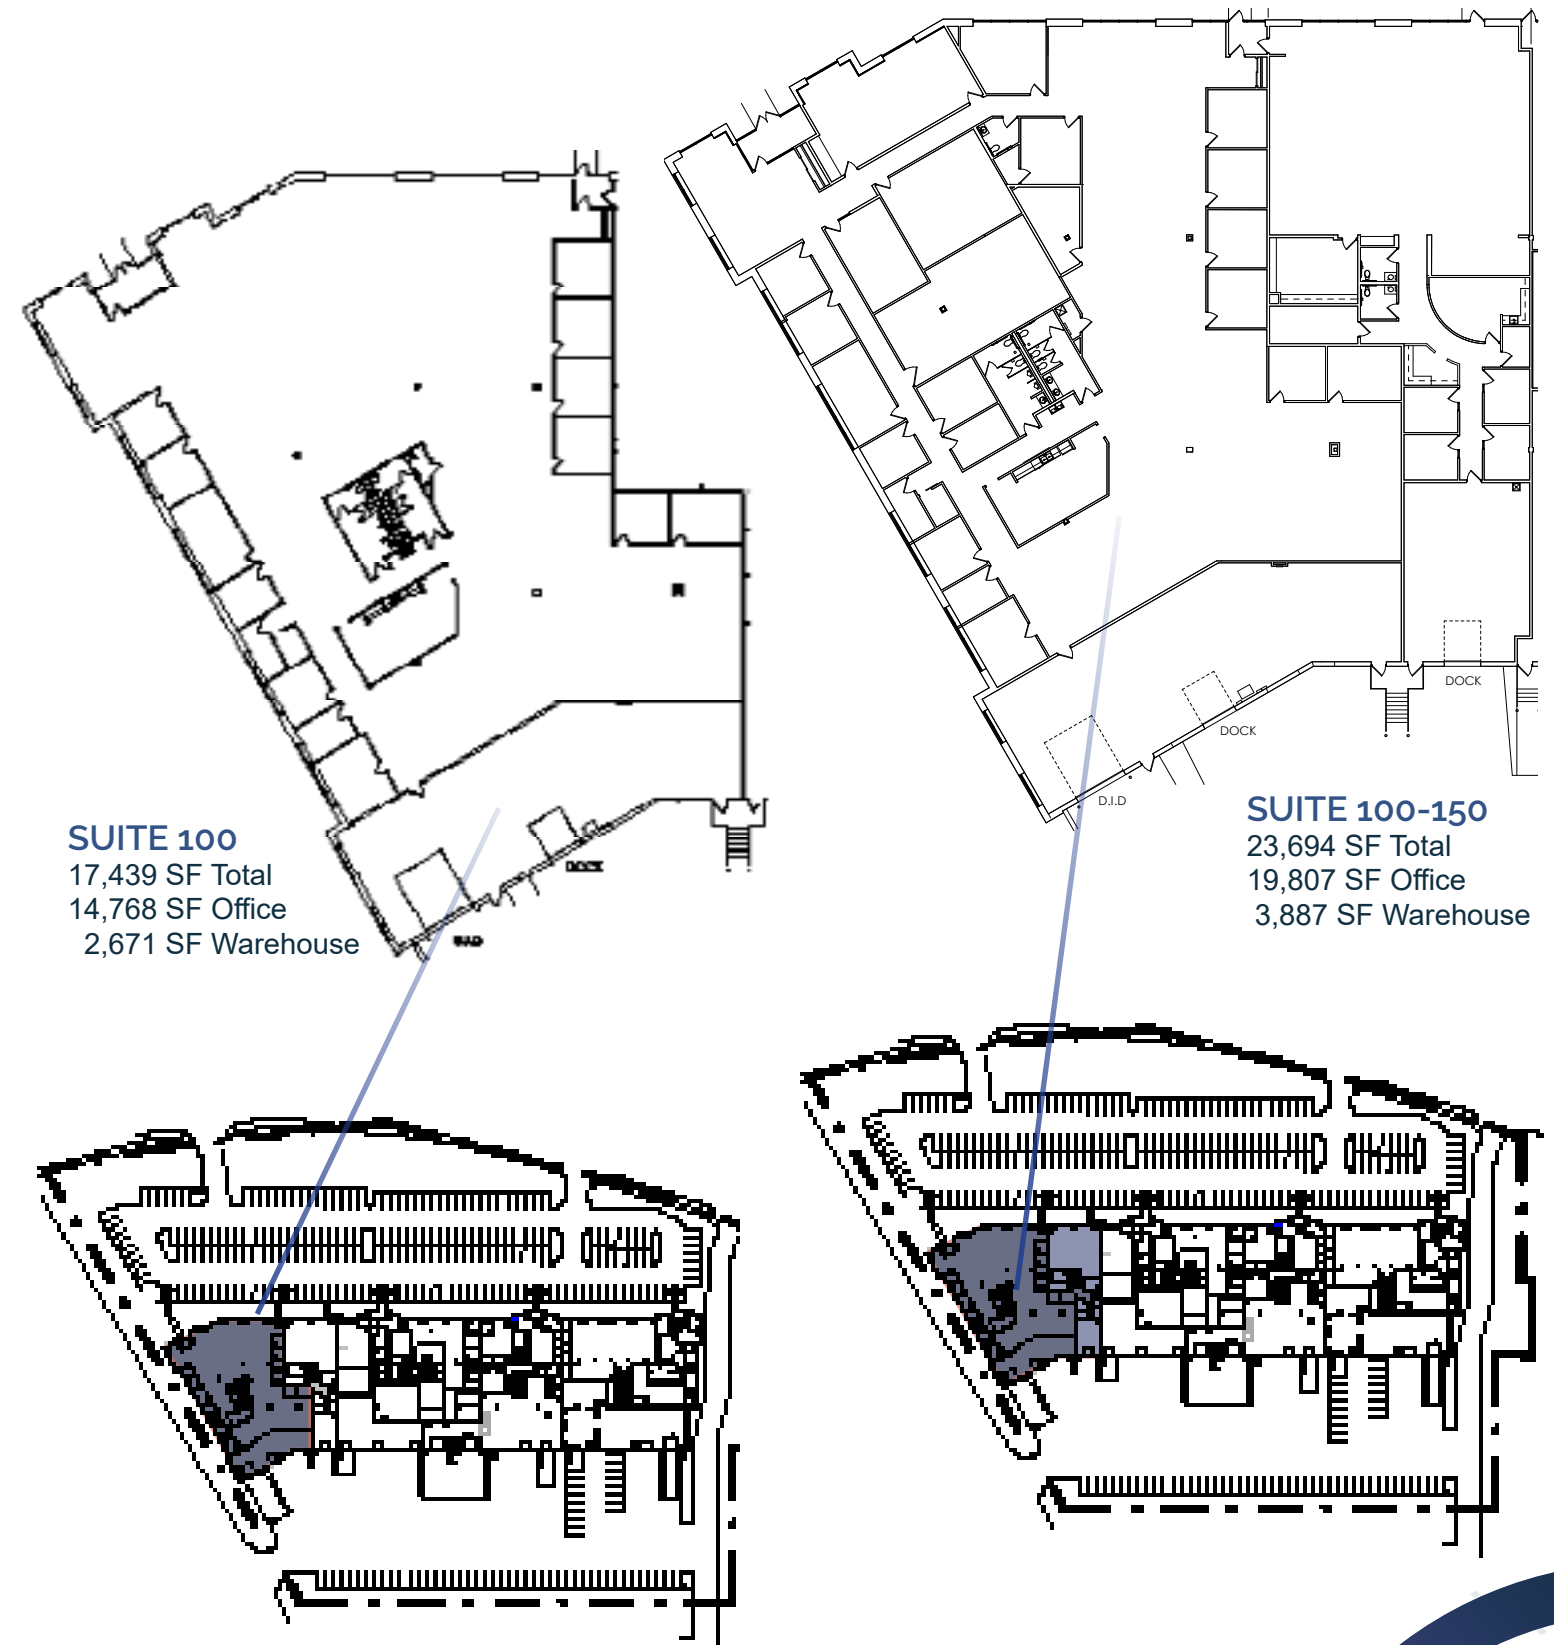 DOCK
DOCK
D.I.D
SUITE 100-150
23,694 SF Total
19,807 SF Office
3,887 SF Warehouse
SUITE 100
17,439 SF Total
14,768 SF Office
2,671 SF Warehouse
DOCK